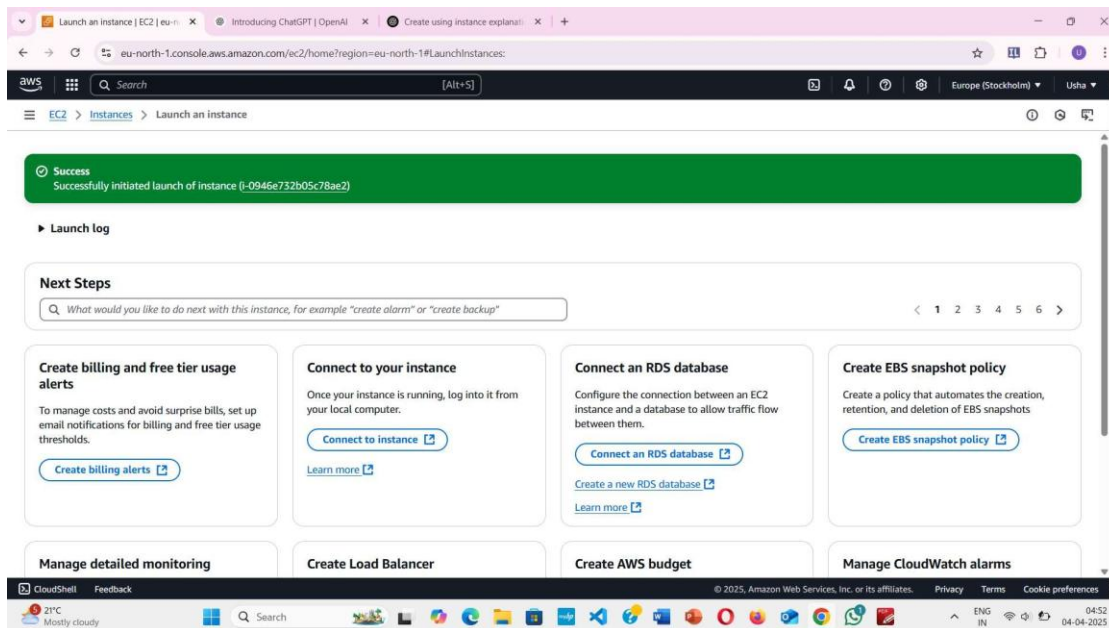 Launch an instance | EC2 | eu-n
Introducing ChatGPT | OpenAI
Create using instance explanati
eu-north-1.console.aws.amazon.com/ec2/home?region=eu-north-1#LaunchInstances:
U
aws
Search
[Alt+S]
Europe (Stockholm)
Usha
EC2 > Instances > Launch an instance
Success
Successfully initiated launch of instance (i-0946e732b05c78ae2)
Launch log
Next Steps
What would you like to do next with this instance, for example "create alarm" or "create backup"
< 1 2 3 4 5 6 >
Create billing and free tier usage
alerts
To manage costs and avoid surprise bills, set up
email notifications for billing and free tier usage
thresholds.
Create billing alerts
Connect to your instance
Once your instance is running, log into it from
your local computer.
Connect to instance
Learn more
Connect an RDS database
Configure the connection between an EC2
instance and a database to allow traffic flow
between them.
Connect an RDS database
Create a new RDS database
Learn more
Create EBS snapshot policy
Create a policy that automates the creation,
retention, and deletion of EBS snapshots
Create EBS snapshot policy
Manage detailed monitoring
Create Load Balancer
Create AWS budget
Manage CloudWatch alarms
CloudShell
Feedback
© 2025, Amazon Web Services, Inc. or its affiliates.
Privacy
Terms
Cookie preferences
21°C
Mostly cloudy
Search
ENG
IN
04:52
04-04-2025